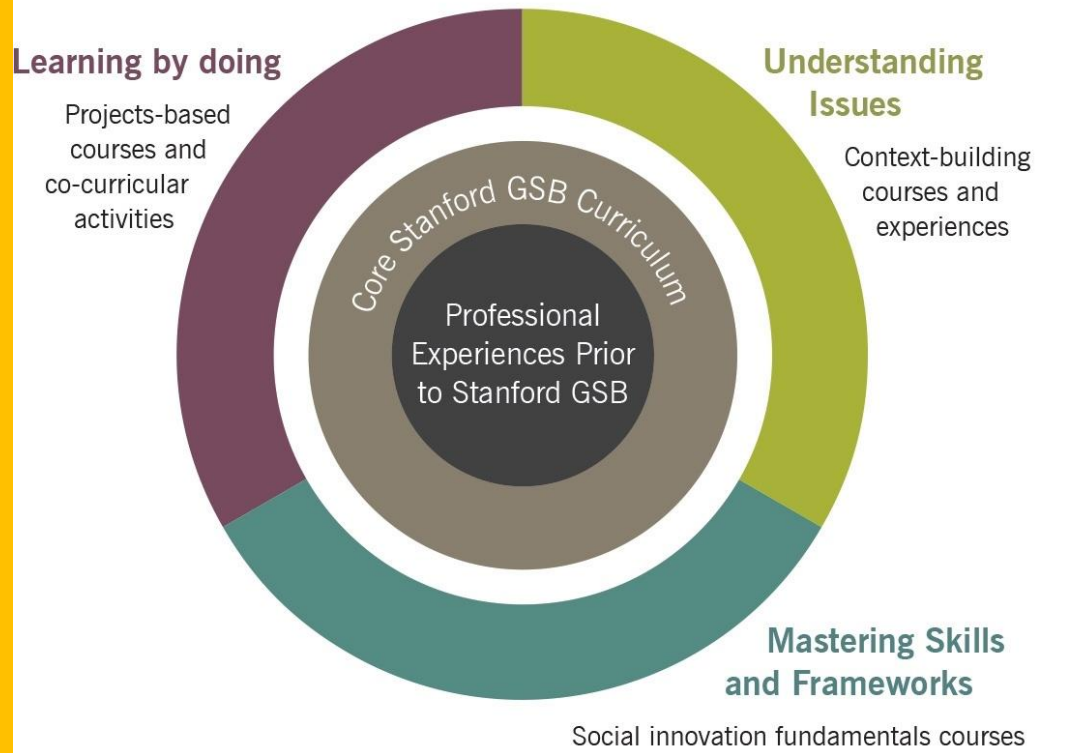 Learning by doing
Projects-based
courses and
co-curricular
activities
Understanding
Issues
Context-building
courses and
experiences
Core Stanford GSB Curriculum
Professional
Experiences Prior
to Stanford GSB
Mastering Skills
and Frameworks
Social innovation fundamentals courses